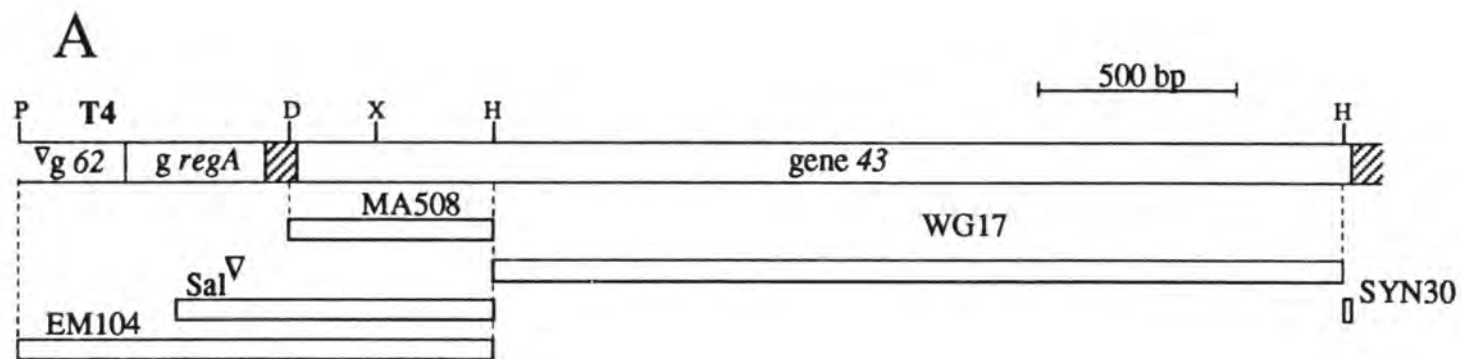 A
500 bp
P T4 D X H H
∇g 62 g regA gene 43
MA508
WG17
Sal∇
SYN30
EM104